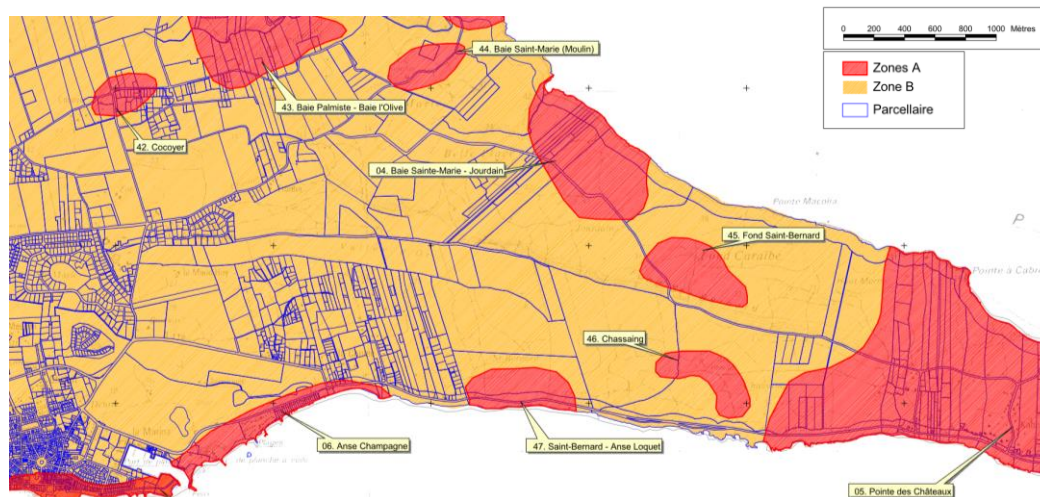 0 200 400 600 800 1000 Mètres
Zones A
Zone B
Parcellaire
44. Baie Saint-Marie (Moulin)
43. Baie Palmiste - Baie l'Olive
42. Cocoyer
04. Baie Sainte-Marie - Jourdain
Pointe Macolla
P
45. Fond Saint-Bernard
Fond Caraïbe
Pointe à Cabre
46. Chassaing
06. Anse Champagne
47. Saint-Bernard - Anse Loquet
05. Pointe des Châteaux